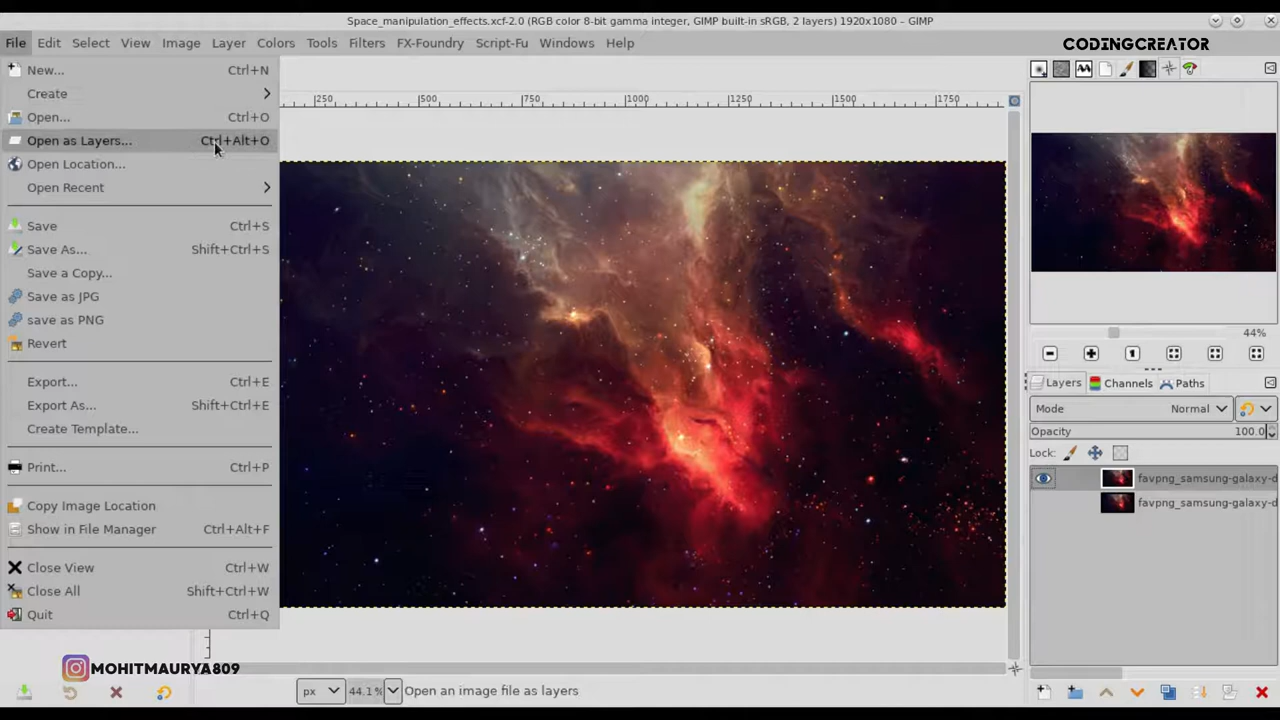 Space_manipulation_effects.xcf-2.0 (RGB color 8-bit gamma integer, GIMP built-in sRGB, 2 layers) 1920x1080 – GIMP
File Edit Select View Image Layer Colors Tools Filters FX-Foundry Script-Fu Windows Help
CODINGCREATOR
New... Ctrl+N
Create
Open... Ctrl+O
Open as Layers... Ctrl+Alt+O
Open Location...
Open Recent
Save Ctrl+S
Save As... Shift+Ctrl+S
Save a Copy...
Save as JPG
save as PNG
Revert
Export... Ctrl+E
Export As... Shift+Ctrl+E
Create Template...
Print... Ctrl+P
Copy Image Location
Show in File Manager Ctrl+Alt+F
Close View Ctrl+W
Close All Shift+Ctrl+W
Quit Ctrl+Q
250 500 750 1000 1250 1500 1750
44%
Layers Channels Paths
Mode Normal
Opacity 100.0
Lock:
favpng_samsung-galaxy-d
favpng_samsung-galaxy-d
MOHITMAURYA809
px 44.1% Open an image file as layers